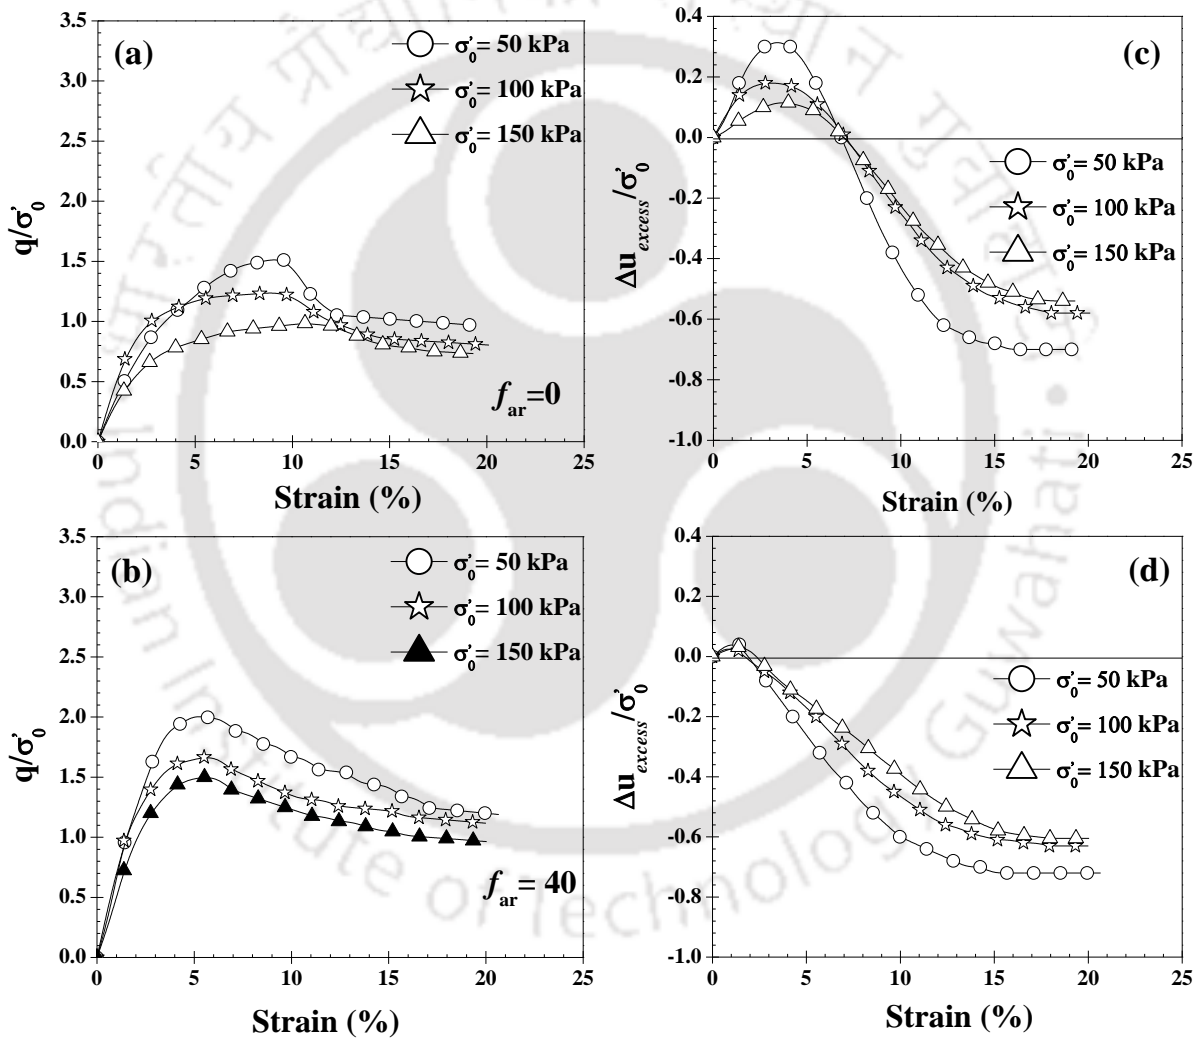 (a)
σ'₀= 50 kPa
σ'₀= 100 kPa
σ'₀= 150 kPa
3.5
3.0
2.5
2.0
1.5
1.0
0.5
0.0
q/σ'₀
f_ar=0
0 5 10 15 20 25
Strain (%)
(c)
0.4
0.2
0.0
-0.2
-0.4
-0.6
-0.8
-1.0
Δu_excess/σ'₀
σ'₀= 50 kPa
σ'₀= 100 kPa
σ'₀= 150 kPa
0 5 10 15 20 25
Strain (%)
(b)
σ'₀= 50 kPa
σ'₀= 100 kPa
σ'₀= 150 kPa
3.5
3.0
2.5
2.0
1.5
1.0
0.5
0.0
q/σ'₀
f_ar= 40
0 5 10 15 20 25
Strain (%)
(d)
0.4
0.2
0.0
-0.2
-0.4
-0.6
-0.8
-1.0
Δu_excess/σ'₀
σ'₀= 50 kPa
σ'₀= 100 kPa
σ'₀= 150 kPa
0 5 10 15 20 25
Strain (%)
Indian Institute of Technology Guwahati